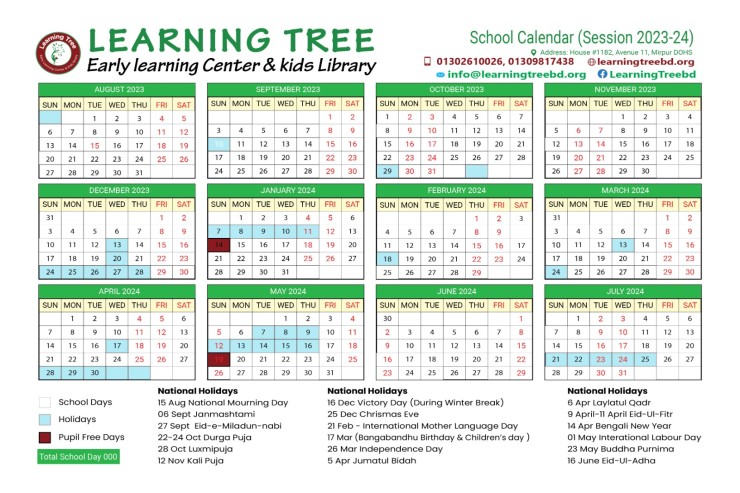 LEARNING TREE
Early learning Center & kids Library
School Calendar (Session 2023-24)
Address: House #1182, Avenue 11, Mirpur DOHS
01302610026, 01309817438 learningtreebd.org
info@learningtreebd.org LearningTreebd
AUGUST 2023
SUN MON TUE WED THU FRI SAT
1 2 3 4 5
6 7 8 9 10 11 12
13 14 15 16 17 18 19
20 21 22 23 24 25 26
27 28 29 30 31
SEPTEMBER 2023
SUN MON TUE WED THU FRI SAT
1 2
3 4 5 6 7 8 9
10 11 12 13 14 15 16
17 18 19 20 21 22 23
24 25 26 27 28 29 30
OCTOBER 2023
SUN MON TUE WED THU FRI SAT
1 2 3 4 5 6 7
8 9 10 11 12 13 14
15 16 17 18 19 20 21
22 23 24 25 26 27 28
29 30 31
NOVEMBER 2023
SUN MON TUE WED THU FRI SAT
1 2 3 4
5 6 7 8 9 10 11
12 13 14 15 16 17 18
19 20 21 22 23 24 25
26 27 28 29 30
DECEMBER 2023
SUN MON TUE WED THU FRI SAT
31 1 2
3 4 5 6 7 8 9
10 11 12 13 14 15 16
17 18 19 20 21 22 23
24 25 26 27 28 29 30
JANUARY 2024
SUN MON TUE WED THU FRI SAT
1 2 3 4 5 6
7 8 9 10 11 12 13
14 15 16 17 18 19 20
21 22 23 24 25 26 27
28 29 30 31
FEBRUARY 2024
SUN MON TUE WED THU FRI SAT
1 2 3
4 5 6 7 8 9 10
11 12 13 14 15 16 17
18 19 20 21 22 23 24
25 26 27 28 29
MARCH 2024
SUN MON TUE WED THU FRI SAT
31 1 2
3 4 5 6 7 8 9
10 11 12 13 14 15 16
17 18 19 20 21 22 23
24 25 26 27 28 29 30
APRIL 2024
SUN MON TUE WED THU FRI SAT
1 2 3 4 5 6
7 8 9 10 11 12 13
14 15 16 17 18 19 20
21 22 23 24 25 26 27
28 29 30
MAY 2024
SUN MON TUE WED THU FRI SAT
1 2 3 4
5 6 7 8 9 10 11
12 13 14 15 16 17 18
19 20 21 22 23 24 25
26 27 28 29 30 31
JUNE 2024
SUN MON TUE WED THU FRI SAT
30 1
2 3 4 5 6 7 8
9 10 11 12 13 14 15
16 17 18 19 20 21 22
23 24 25 26 27 28 29
JULY 2024
SUN MON TUE WED THU FRI SAT
1 2 3 4 5 6
7 8 9 10 11 12 13
14 15 16 17 18 19 20
21 22 23 24 25 26 27
28 29 30 31
School Days
Holidays
Pupil Free Days
Total School Day 000
National Holidays
15 Aug National Mourning Day
06 Sept Janmashtami
27 Sept Eid-e-Miladun-nabi
22-24 Oct Durga Puja
28 Oct Luxmipuja
12 Nov Kali Puja
National Holidays
16 Dec Victory Day (During Winter Break)
25 Dec Chrismas Eve
21 Feb - International Mother Language Day
17 Mar (Bangabandhu Birthday & Children's day )
26 Mar Independence Day
5 Apr Jumatul Bidah
National Holidays
6 Apr Laylatul Qadr
9 April-11 April Eid-Ul-Fitr
14 Apr Bengali New Year
01 May Interational Labour Day
23 May Buddha Purnima
16 June Eid-Ul-Adha